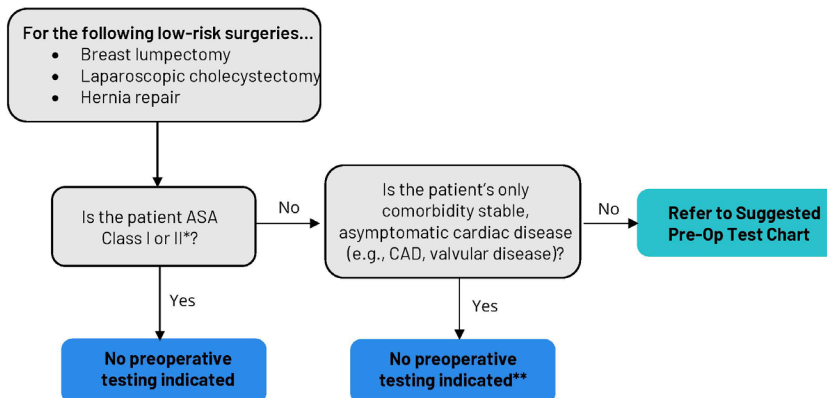 For the following low-risk surgeries...
• Breast lumpectomy
• Laparoscopic cholecystectomy
• Hernia repair
Is the patient ASA
Class I or II*?
No
Is the patient's only
comorbidity stable,
asymptomatic cardiac disease
(e.g., CAD, valvular disease)?
No
Refer to Suggested
Pre-Op Test Chart
Yes
Yes
No preoperative
testing indicated
No preoperative
testing indicated**